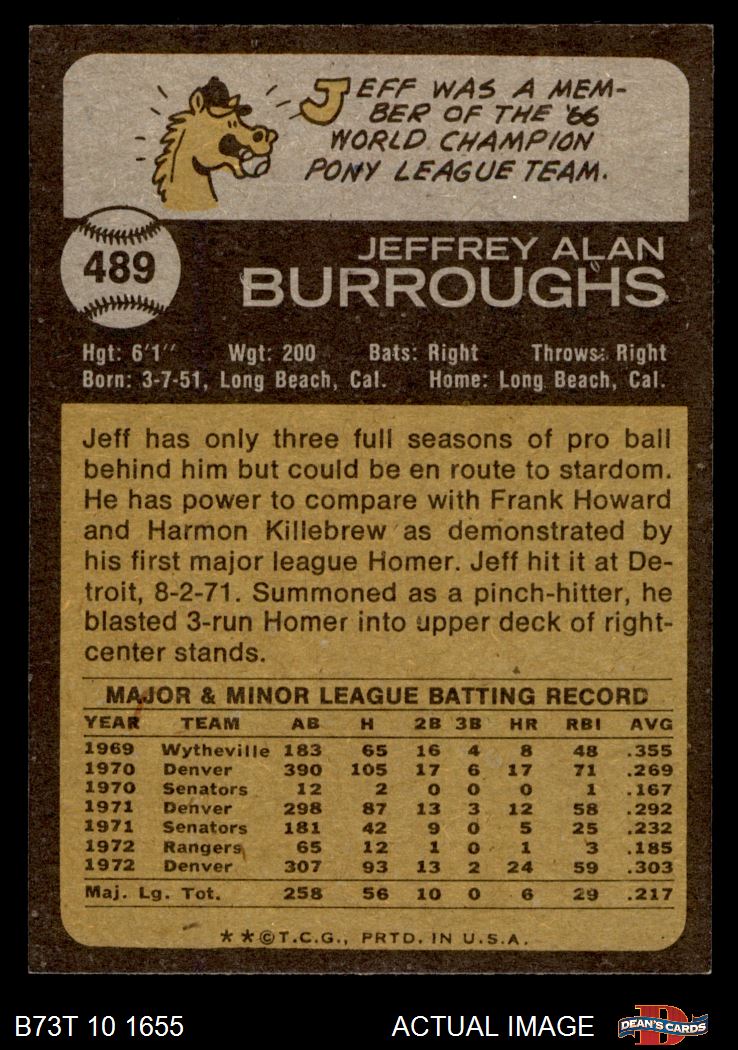 JEFF WAS A MEM-
BER OF THE '66
WORLD CHAMPION
PONY LEAGUE TEAM.
489
JEFFREY ALAN
BURROUGHS
Hgt: 6'1" Wgt: 200 Bats: Right Throws: Right
Born: 3-7-51, Long Beach, Cal. Home: Long Beach, Cal.
Jeff has only three full seasons of pro ball
behind him but could be en route to stardom.
He has power to compare with Frank Howard
and Harmon Killebrew as demonstrated by
his first major league Homer. Jeff hit it at De-
troit, 8-2-71. Summoned as a pinch-hitter, he
blasted 3-run Homer into upper deck of right-
center stands.
MAJOR & MINOR LEAGUE BATTING RECORD
YEAR TEAM AB H 2B 3B HR RBI AVG
1969 Wytheville 183 65 16 4 8 48 .355
1970 Denver 390 105 17 6 17 71 .269
1970 Senators 12 2 0 0 0 1 .167
1971 Denver 298 87 13 3 12 58 .292
1971 Senators 181 42 9 0 5 25 .232
1972 Rangers 65 12 1 0 1 3 .185
1972 Denver 307 93 13 2 24 59 .303
Maj. Lg. Tot. 258 56 10 0 6 29 .217
**©T.C.G., PRTD. IN U.S.A.
B73T 10 1655 ACTUAL IMAGE
D
DEAN'S CARDS